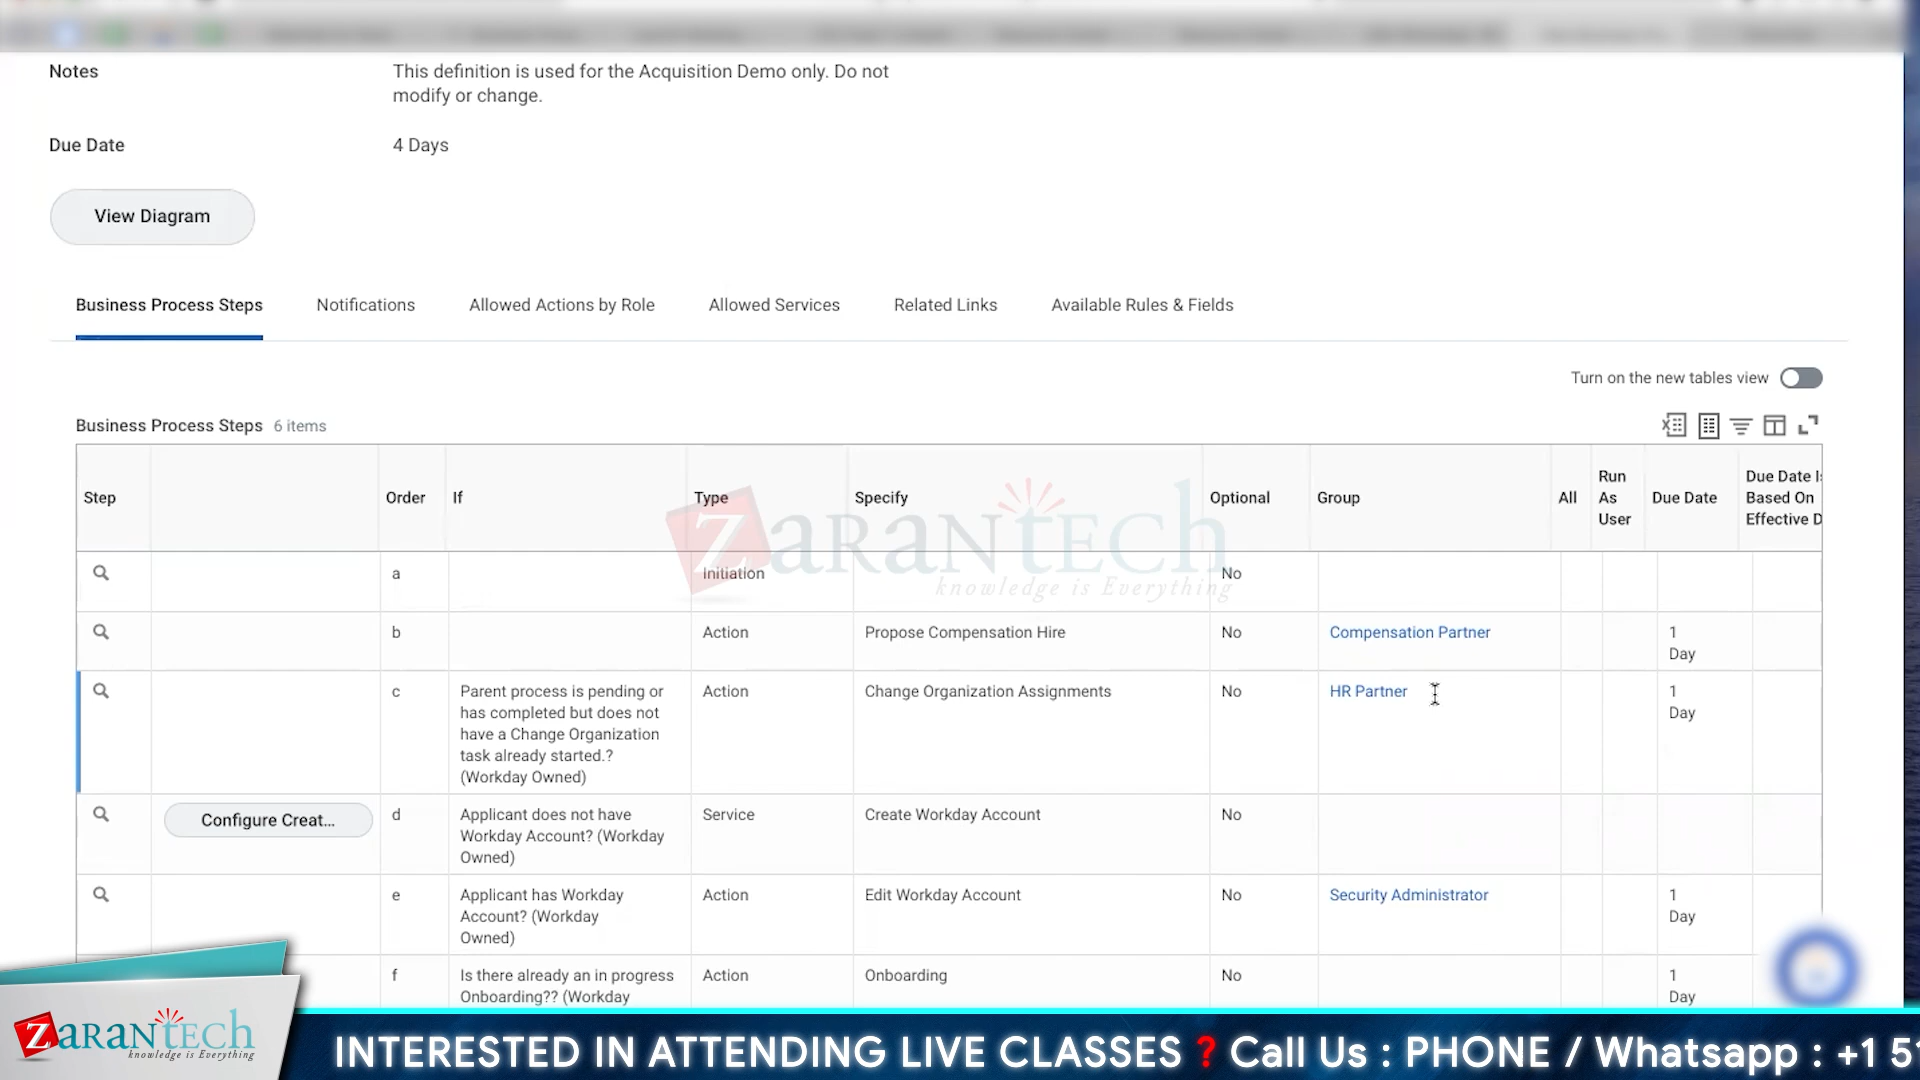 Notes
This definition is used for the Acquisition Demo only. Do not
modify or change.
Due Date
4 Days
View Diagram
Business Process Steps
Notifications
Allowed Actions by Role
Allowed Services
Related Links
Available Rules & Fields
Turn on the new tables view
Business Process Steps 6 items
Step
Order
If
Type
Specify
Optional
Group
All
Run
As
User
Due Date
Due Date I
Based On
Effective D
a
Initiation
No
b
Action
Propose Compensation Hire
No
Compensation Partner
1
Day
c
Parent process is pending or
has completed but does not
have a Change Organization
task already started.?
(Workday Owned)
Action
Change Organization Assignments
No
HR Partner
1
Day
Configure Creat...
d
Applicant does not have
Workday Account? (Workday
Owned)
Service
Create Workday Account
No
e
Applicant has Workday
Account? (Workday
Owned)
Action
Edit Workday Account
No
Security Administrator
1
Day
f
Is there already an in progress
Onboarding?? (Workday
Action
Onboarding
No
1
Day
ZARANTECH
knowledge is Everything
ZARANTECH
knowledge is Everything
INTERESTED IN ATTENDING LIVE CLASSES ? Call Us : PHONE / Whatsapp : +1 51